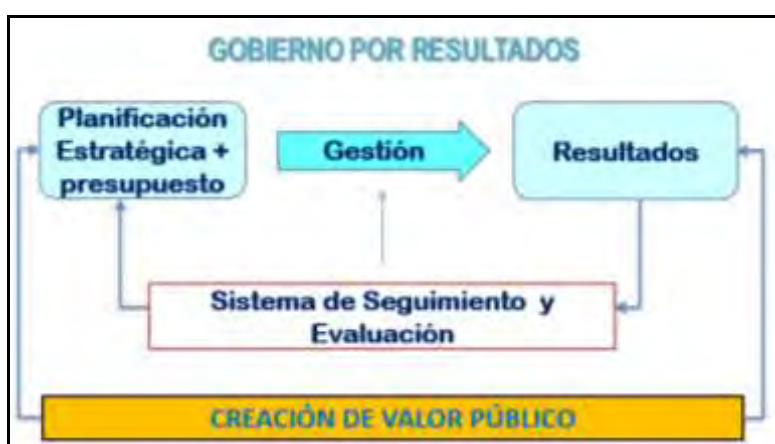 GOBIERNO POR RESULTADOS
Planificación
Estratégica +
presupuesto
Gestión
Resultados
Sistema de Seguimiento y
Evaluación
CREACIÓN DE VALOR PÚBLICO